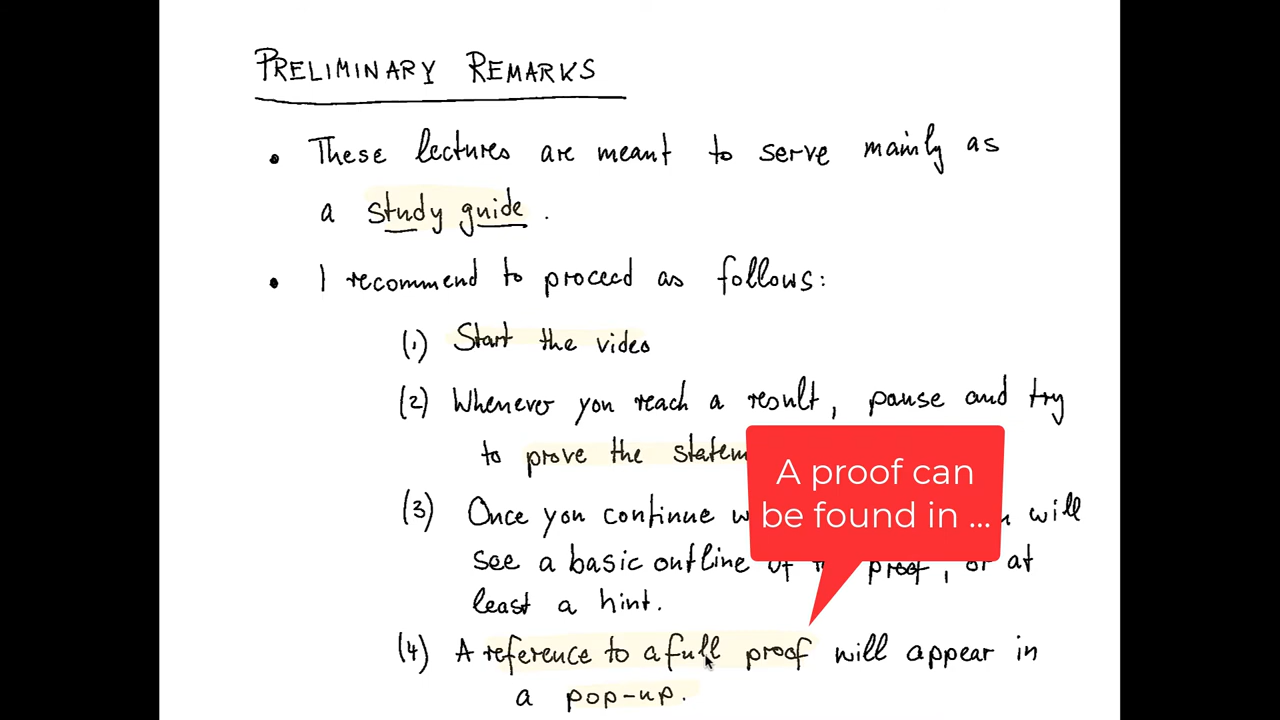 PRELIMINARY REMARKS
• These lectures are meant to serve mainly as
a study guide.
• I recommend to proceed as follows:
(1) Start the video
(2) Whenever you reach a result, pause and try
to prove the
A proof can
be found in ...
(3) Once you continue will
see a basic outline of proof, or at
least a hint.
(4) A reference to a full proof will appear in
a pop-up.